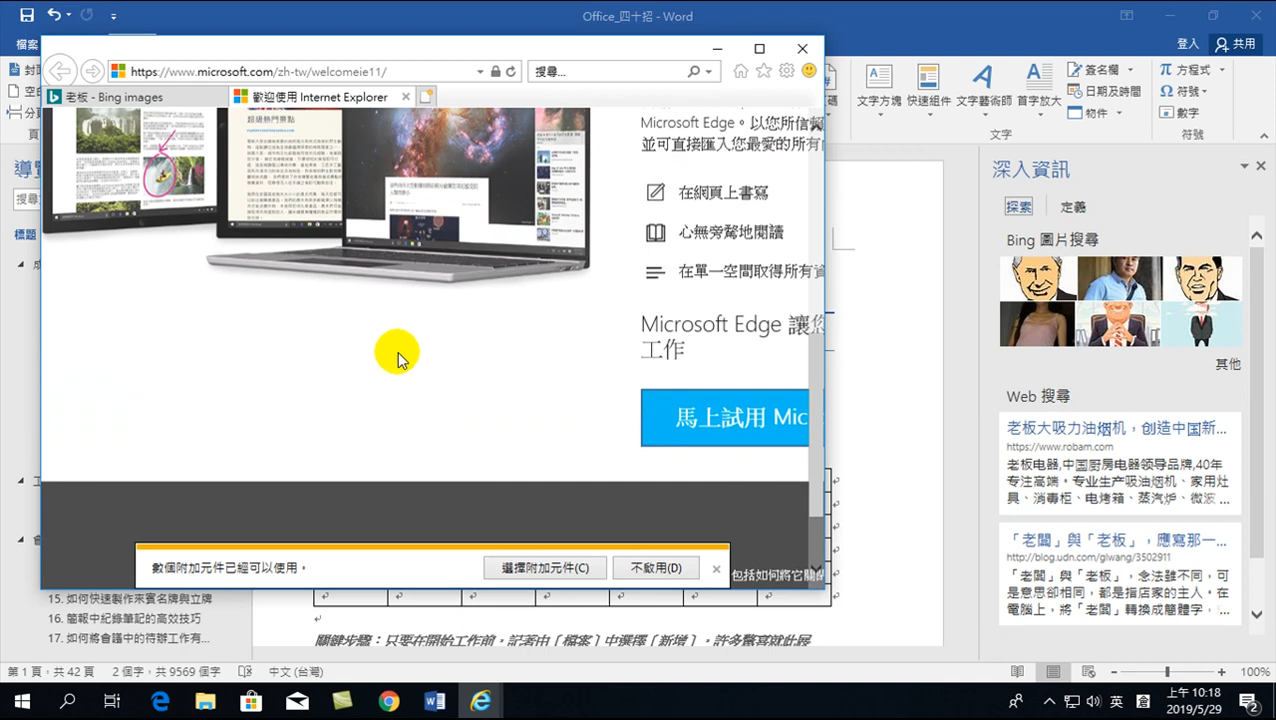 Office_四十招 - Word
檔案
登入
共用
https://www.microsoft.com/zh-tw/welcomeie11/
搜尋...
老板 - Bing images
歡迎使用 Internet Explorer
文字方塊
快速組件
文字藝術師
首字放大
簽名欄
日期及時間
物件
文字
方程式
符號
數字
符號
超級熱門景點
Microsoft Edge。以您所信賴
並可直接匯入您最愛的所有
在網頁上書寫
心無旁騖地閱讀
在單一空間取得所有資
Microsoft Edge 讓您
工作
馬上試用 Mic
數個附加元件已經可以使用。
選擇附加元件(C)
不啟用(D)
包括如何將它關
標題
深入資訊
探索
定義
Bing 圖片搜尋
其他
Web 搜尋
老板大吸力油烟机，创造中国新...
https://www.robam.com
老板电器,中国厨房电器领导品牌,40年
专注高端。专业生产吸油烟机、家用灶
具、消毒柜、电烤箱、蒸汽炉、微波
「老闆」與「老板」，應寫那一...
http://blog.udn.com/glwang/3502911
「老闆」與「老板」，念法雖不同，可
是意思卻相同，都是指店家的主人。在
電腦上，將「老闆」轉換成簡體字，
15. 如何快速製作來賓名牌與立牌
16. 簡報中紀錄筆記的高效技巧
17. 如何將會議中的待辦工作有...
關鍵步驟：只要在開始工作前，記著由〔檔案〕中選擇〔新增〕，許多驚喜就此展
第 1 頁，共 42 頁
2 個字，共 9569 個字
中文 (台灣)
100%
英
上午 10:18
2019/5/29
2